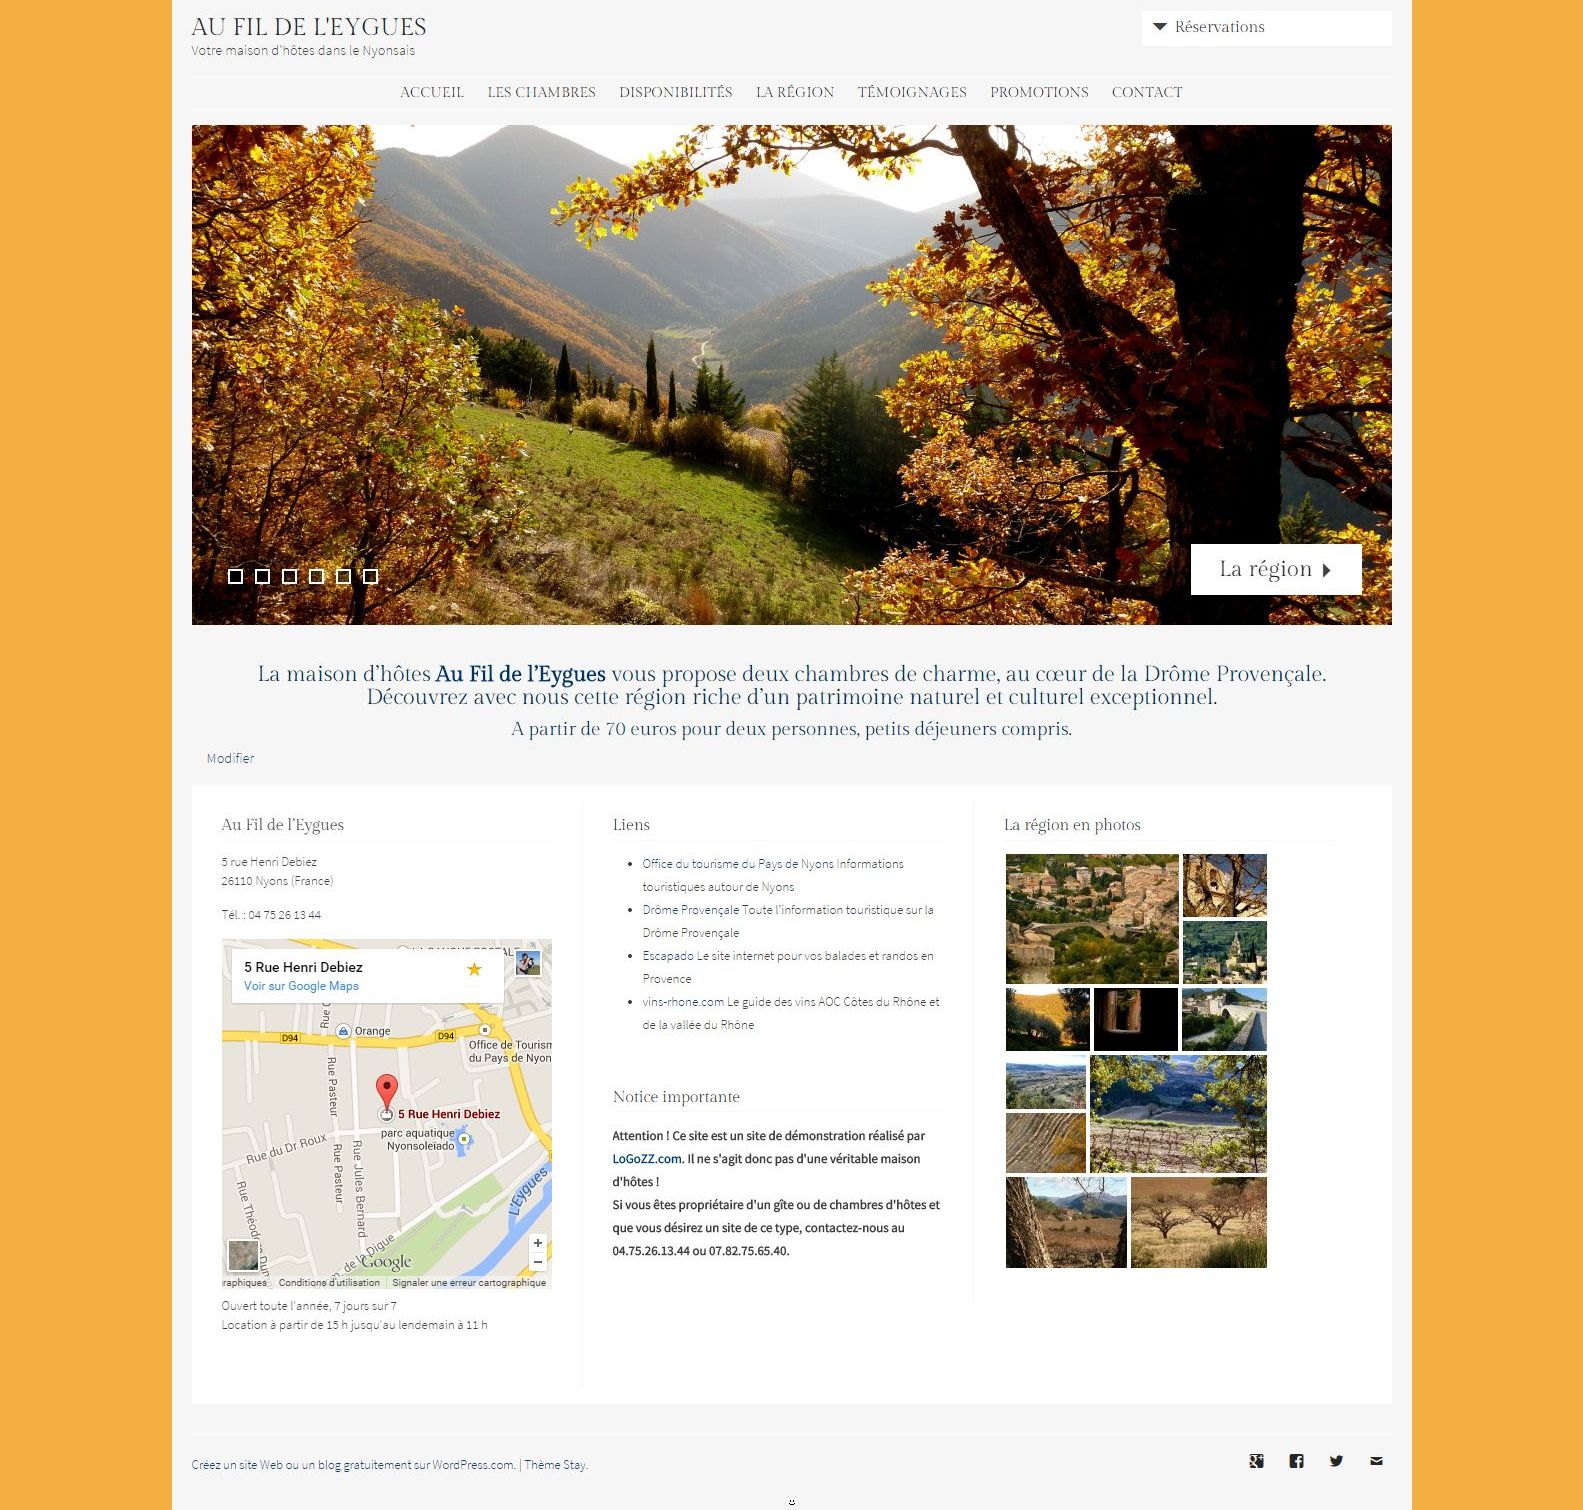 AU FIL DE L'EYGUES
Votre maison d'hôtes dans le Nyonsais
Réservations
ACCUEIL LES CHAMBRES DISPONIBILITÉS LA RÉGION TÉMOIGNAGES PROMOTIONS CONTACT
La région
La maison d’hôtes Au Fil de l’Eygues vous propose deux chambres de charme, au cœur de la Drôme Provençale.
Découvrez avec nous cette région riche d’un patrimoine naturel et culturel exceptionnel.
A partir de 70 euros pour deux personnes, petits déjeuners compris.
Modifier
Au Fil de l’Eygues
5 rue Henri Debiez
26110 Nyons (France)
Tél. : 04 75 26 13 44
5 Rue Henri Debiez
Voir sur Google Maps
Orange
D94
D94
Office de Tourism
du Pays de Nyon
Rue Pasteur
5 Rue Henri Debiez
parc aquatique
Nyonsoleïado
Rue du Dr Roux
Rue Pasteur
Rue Jules Bernard
L'Eygues
de la Digue
Google
raphiques Conditions d'utilisation Signaler une erreur cartographique
Ouvert toute l'année, 7 jours sur 7
Location à partir de 15 h jusqu'au lendemain à 11 h
Liens
Office du tourisme du Pays de Nyons Informations
touristiques autour de Nyons
Drôme Provençale Toute l’information touristique sur la
Drôme Provençale
Escapado Le site internet pour vos balades et randos en
Provence
vins-rhone.com Le guide des vins AOC Côtes du Rhône et
de la vallée du Rhône
Notice importante
Attention ! Ce site est un site de démonstration réalisé par
LoGoZZ.com. Il ne s'agit donc pas d'une véritable maison
d'hôtes !
Si vous êtes propriétaire d'un gîte ou de chambres d'hôtes et
que vous désirez un site de ce type, contactez-nous au
04.75.26.13.44 ou 07.82.75.65.40.
La région en photos
Créez un site Web ou un blog gratuitement sur WordPress.com. | Thème Stay.